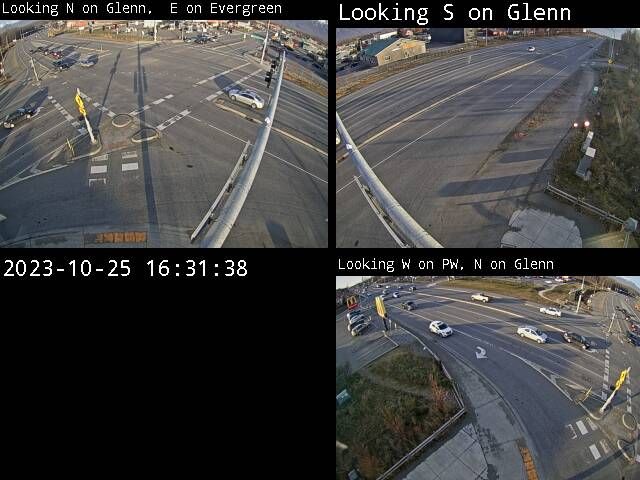 Looking N on Glenn,  E on Evergreen
Looking S on Glenn
2023-10-25 16:31:38
Looking W on PW, N on Glenn